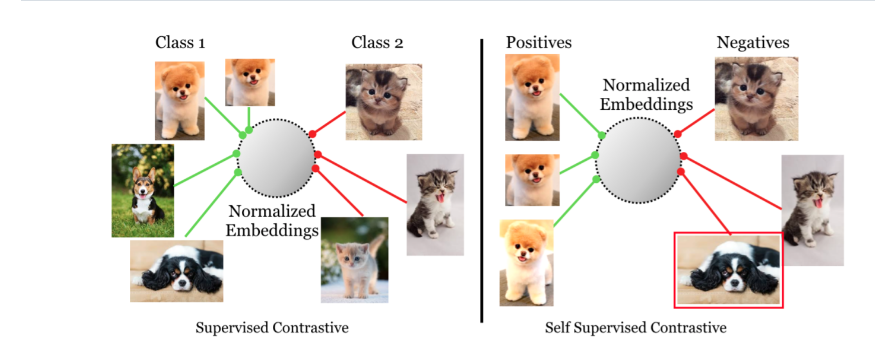 Class 1
Class 2
Normalized
Embeddings
Supervised Contrastive
Positives
Negatives
Normalized
Embeddings
Self Supervised Contrastive